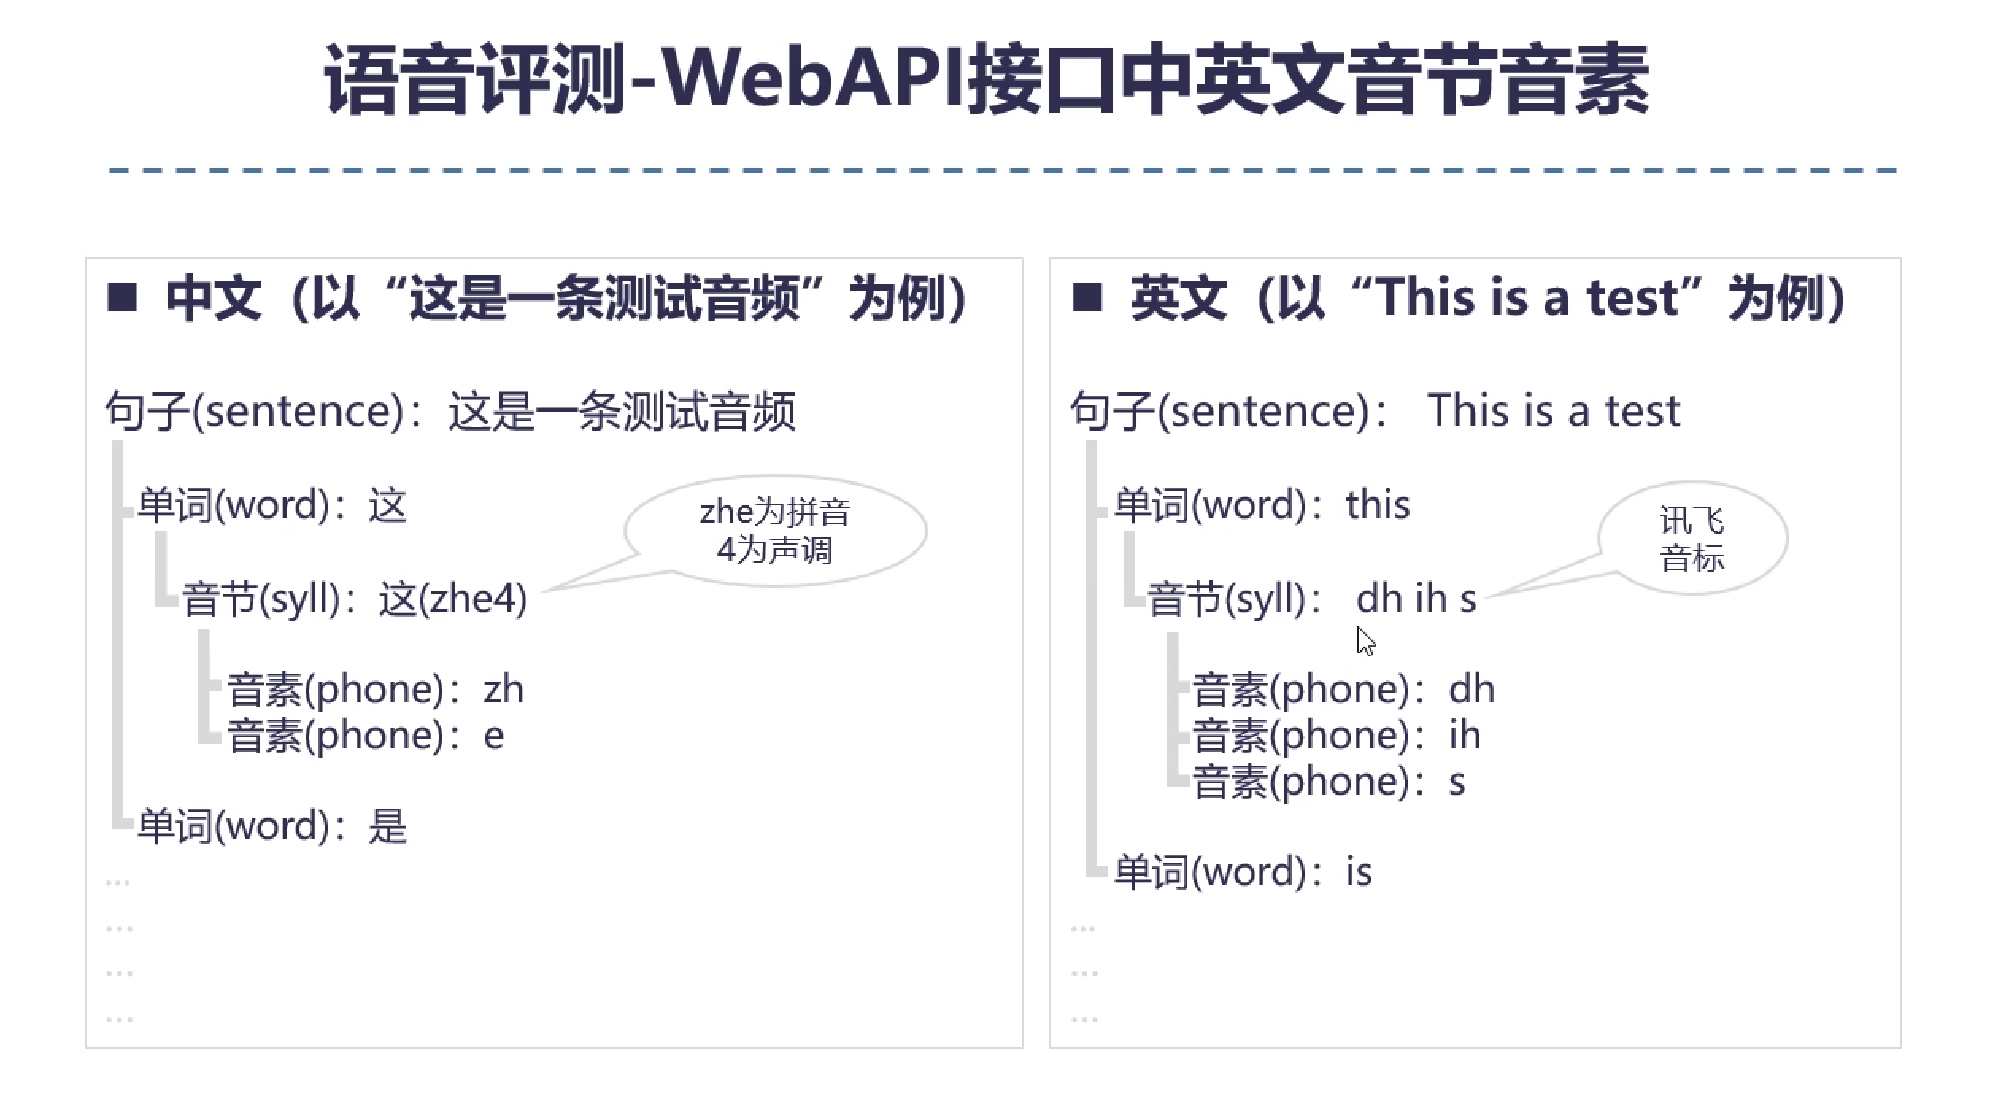 语音评测-WebAPI接口中英文音节音素
■ 中文（以“这是一条测试音频”为例）
句子(sentence)：这是一条测试音频
单词(word)：这
zhe为拼音
4为声调
音节(syll)：这(zhe4)
音素(phone)：zh
音素(phone)：e
单词(word)：是
...
...
...
...
■ 英文（以“This is a test”为例）
句子(sentence)： This is a test
单词(word)：this
讯飞
音标
音节(syll)： dh ih s
音素(phone)：dh
音素(phone)：ih
音素(phone)：s
单词(word)：is
...
...
...